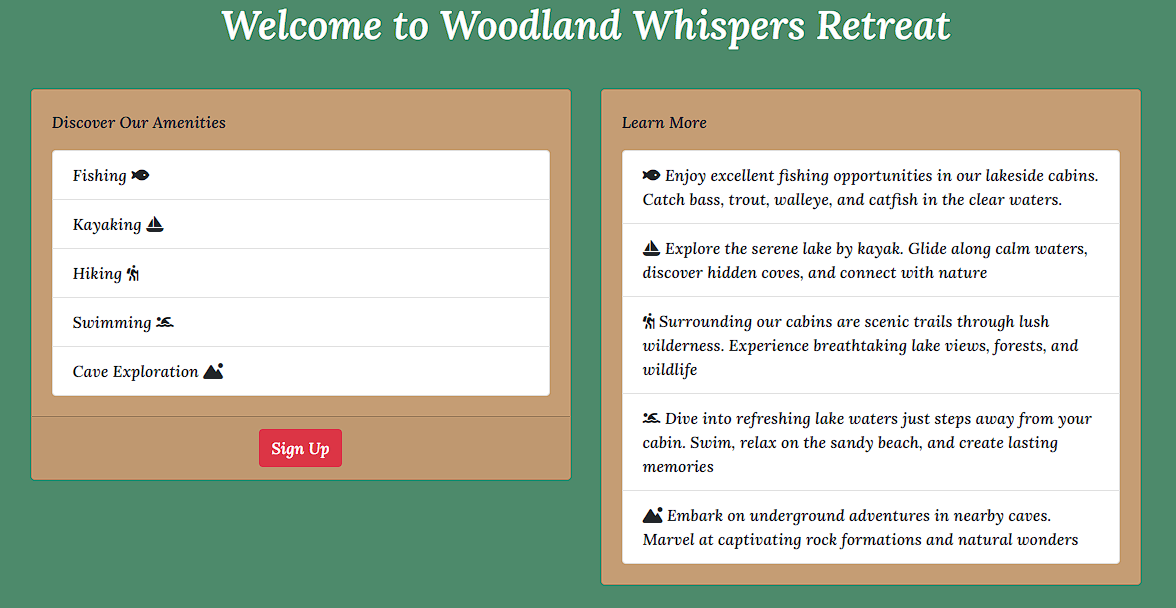 Welcome to Woodland Whispers Retreat
Discover Our Amenities
Fishing
Kayaking
Hiking
Swimming
Cave Exploration
Sign Up
Learn More
Enjoy excellent fishing opportunities in our lakeside cabins.
Catch bass, trout, walleye, and catfish in the clear waters.
Explore the serene lake by kayak. Glide along calm waters,
discover hidden coves, and connect with nature
Surrounding our cabins are scenic trails through lush
wilderness. Experience breathtaking lake views, forests, and
wildlife
Dive into refreshing lake waters just steps away from your
cabin. Swim, relax on the sandy beach, and create lasting
memories
Embark on underground adventures in nearby caves.
Marvel at captivating rock formations and natural wonders